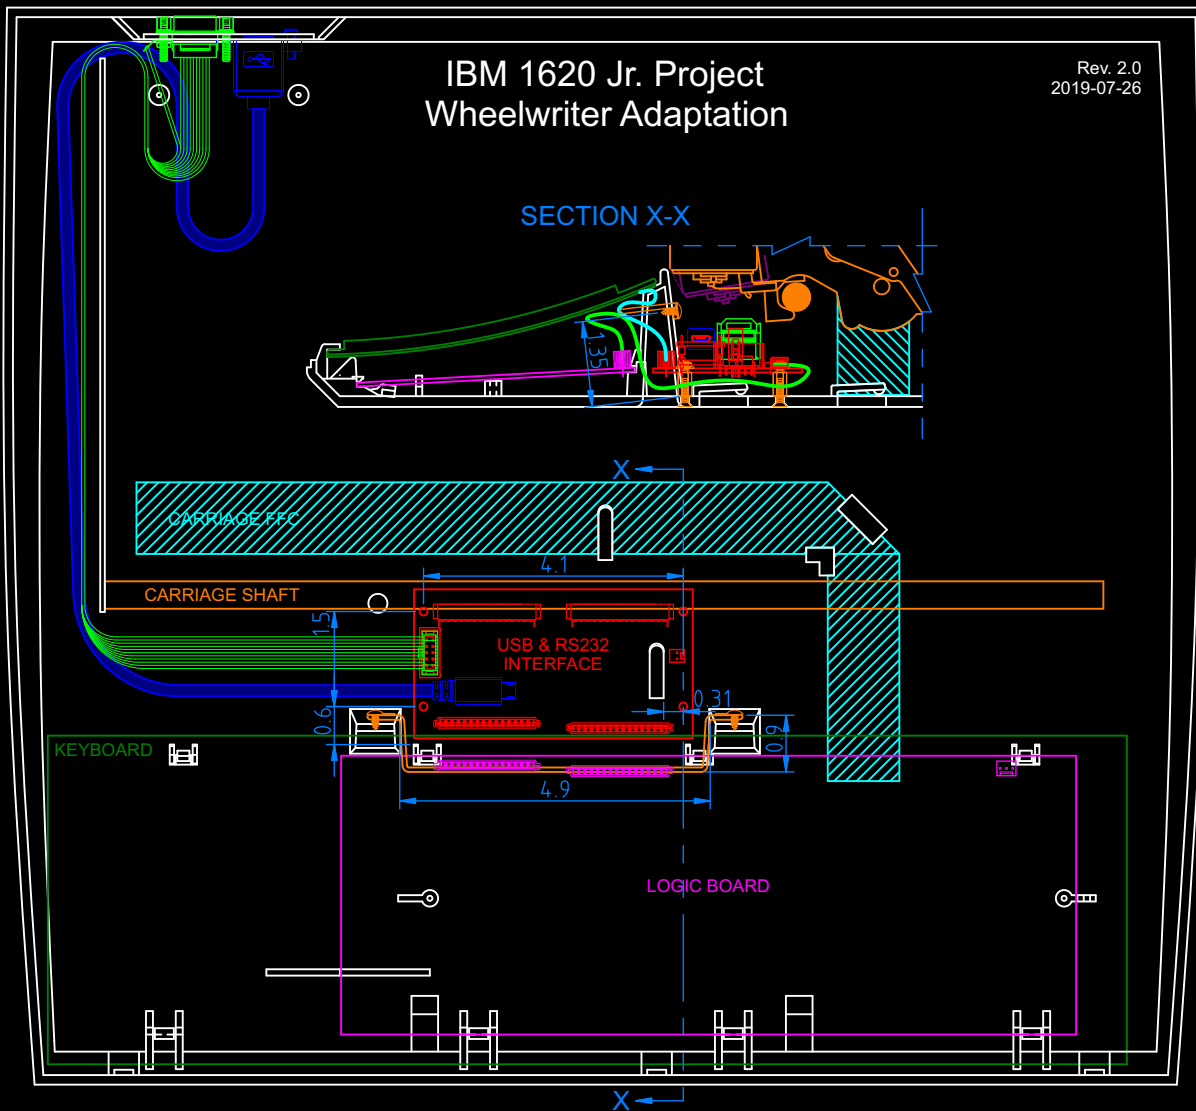 IBM 1620 Jr. Project
Wheelwriter Adaptation
Rev. 2.0
2019-07-26
SECTION X-X
1.35
X
CARRIAGE FFC
4.1
CARRIAGE SHAFT
1.5
USB & RS232
INTERFACE
0.31
0.6
0.9
KEYBOARD
4.9
LOGIC BOARD
X